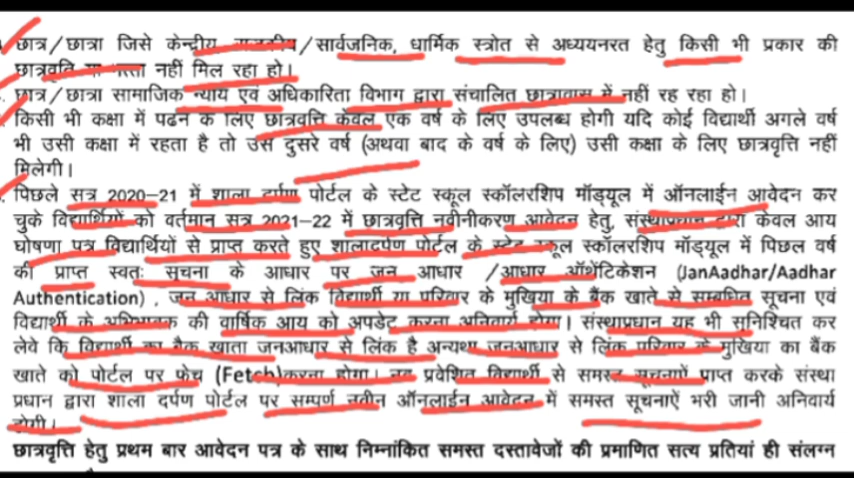 छात्र/छात्रा जिसे केन्द्रीय राजकीय/सार्वजनिक, धार्मिक स्त्रोत से अध्ययनरत हेतु किसी भी प्रकार की
छात्रवृति या भत्ता नहीं मिल रहा हो।
छात्र/छात्रा सामाजिक न्याय एवं अधिकारिता विभाग द्वारा संचालित छात्रावास में नहीं रह रहा हो।
किसी भी कक्षा में पढने के लिए छात्रवृत्ति केवल एक वर्ष के लिए उपलब्ध होगी यदि कोई विद्यार्थी अगले वर्ष
भी उसी कक्षा में रहता है तो उसे दुसरे वर्ष (अथवा बाद के वर्ष के लिए) उसी कक्षा के लिए छात्रवृत्ति नहीं
मिलेगी।
पिछले सत्र 2020–21 में शाला दर्पण पोर्टल के स्टेट स्कूल स्कॉलरशिप मॉड्यूल में ऑनलाईन आवेदन कर
चुके विद्यार्थियों को वर्तमान सत्र 2021–22 में छात्रवृत्ति नवीनीकरण आवेदन हेतु, संस्थाप्रधान द्वारा केवल आय
घोषणा पत्र विद्यार्थियों से प्राप्त करते हुए शालादर्पण पोर्टल के स्टेट स्कूल स्कॉलरशिप मॉड्यूल में पिछल वर्ष
की प्राप्त स्वतः सूचना के आधार पर जन आधार /आधार ऑथेंटिकेशन (JanAadhar/Aadhar
Authentication) , जन आधार से लिंक विद्यार्थी या परिवार के मुखिया के बैंक खाते से सम्बधित सूचना एवं
विद्यार्थी के अभिभावक की वार्षिक आय को अपडेट करना अनिवार्य होगा। संस्थाप्रधान यह भी सुनिश्चित कर
लेवे कि विद्यार्थी का बैंक खाता जनआधार से लिंक है अन्यथा जनआधार से लिंक परिवार के मुखिया का बैंक
खाते को पोर्टल पर फेच (Fetch)करना होगा। नव प्रवेशित विद्यार्थी से समस्त सूचनाऐं प्राप्त करके संस्था
प्रधान द्वारा शाला दर्पण पोर्टल पर सम्पूर्ण नवीन ऑनलाईन आवेदन में समस्त सूचनाऐं भरी जानी अनिवार्य
होगी।
छात्रवृत्ति हेतु प्रथम बार आवेदन पत्र के साथ निम्नांकित समस्त दस्तावेजों की प्रमाणित सत्य प्रतियां ही संलग्न